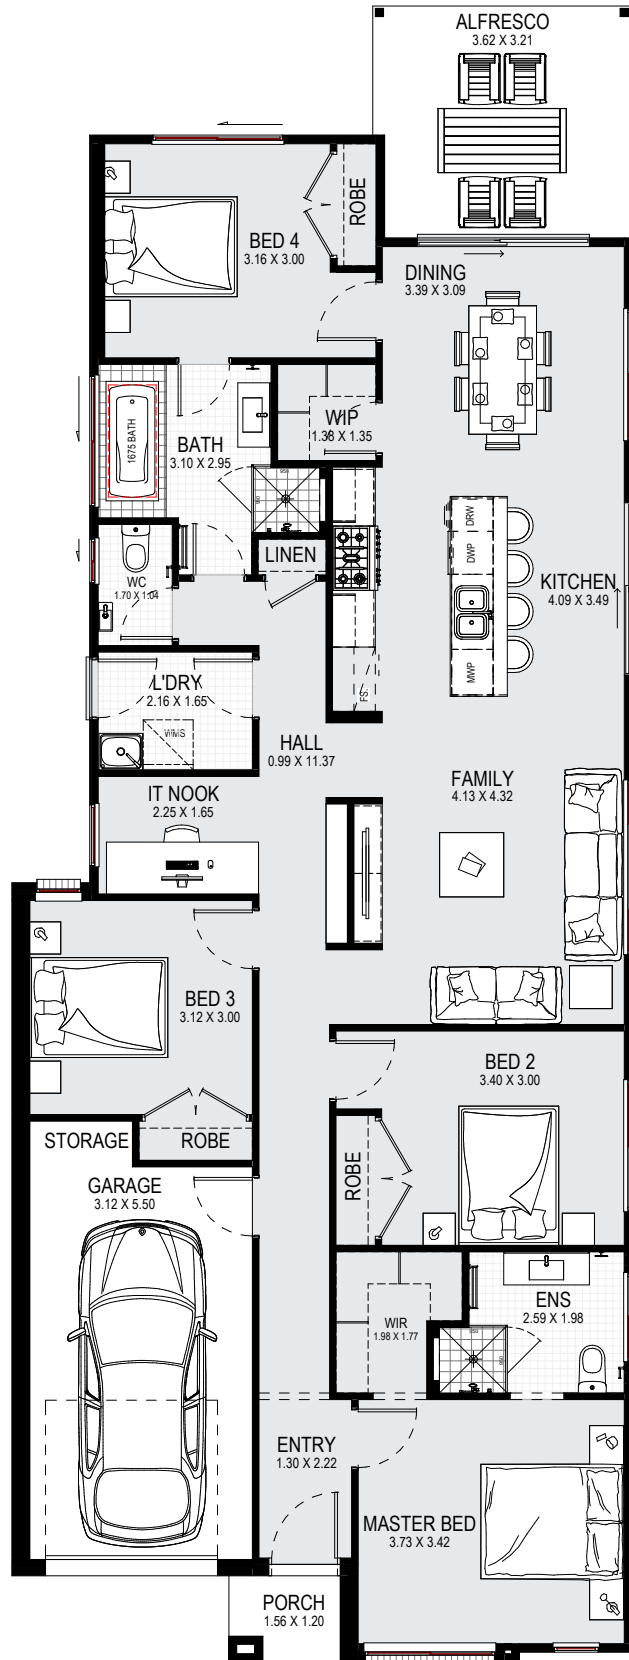 ALFRESCO
3.62 X 3.21
ROBE
BED 4
3.16 X 3.00
DINING
3.39 X 3.09
1675 BATH
BATH
3.10 X 2.95
WIP
1.38 X 1.35
LINEN
DRW
DWP
MWP
KITCHEN
4.09 X 3.49
WC
1.70 X 1.04
L'DRY
2.16 X 1.65
WMS
FS.
HALL
0.99 X 11.37
FAMILY
4.13 X 4.32
IT NOOK
2.25 X 1.65
BED 3
3.12 X 3.00
BED 2
3.40 X 3.00
STORAGE
ROBE
ROBE
GARAGE
3.12 X 5.50
WIR
1.98 X 1.77
ENS
2.59 X 1.98
ENTRY
1.30 X 2.22
MASTER BED
3.73 X 3.42
PORCH
1.56 X 1.20